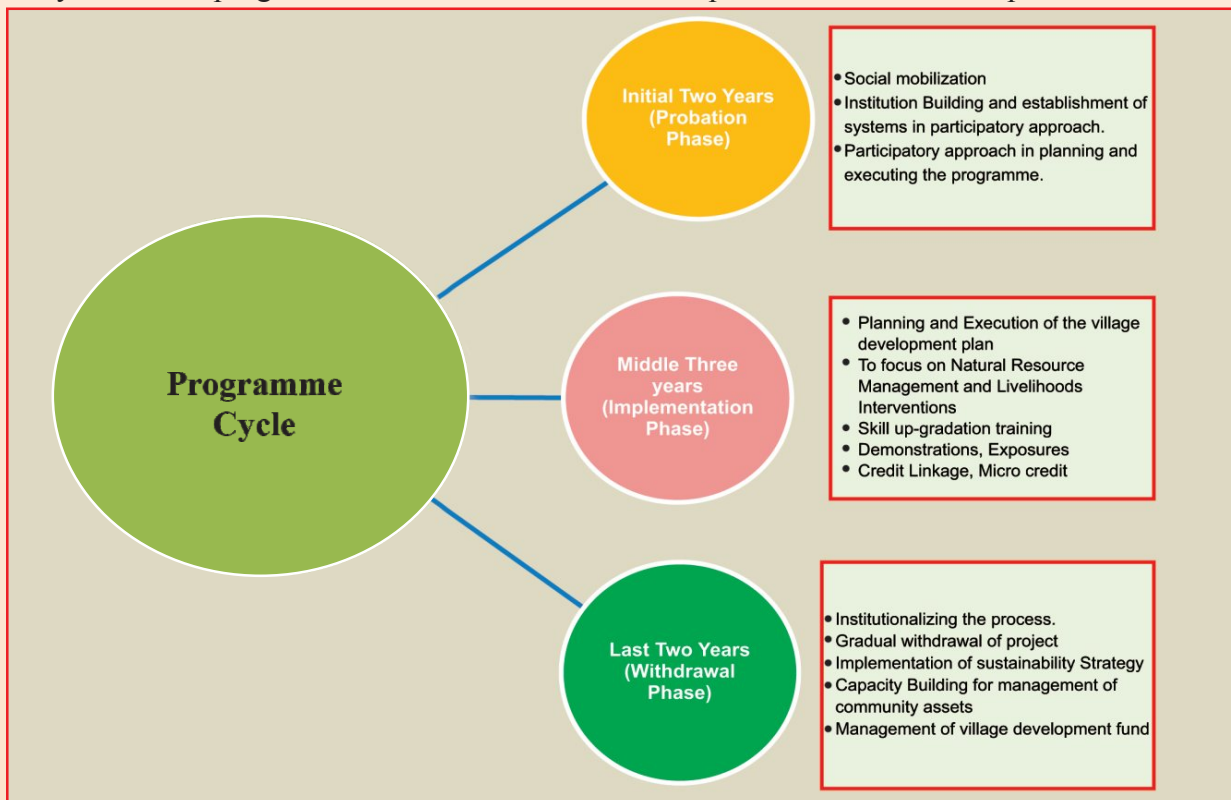 Programme
Cycle
Initial Two Years
(Probation
Phase)
• Social mobilization
• Institution Building and establishment of
systems in participatory approach.
• Participatory approach in planning and
executing the programme.
Middle Three
years
(Implementation
Phase)
• Planning and Execution of the village
development plan
• To focus on Natural Resource
Management and Livelihoods
Interventions
• Skill up-gradation training
• Demonstrations, Exposures
• Credit Linkage, Micro credit
Last Two Years
(Withdrawal
Phase)
• Institutionalizing the process.
• Gradual withdrawal of project
• Implementation of sustainability Strategy
• Capacity Building for management of
community assets
• Management of village development fund